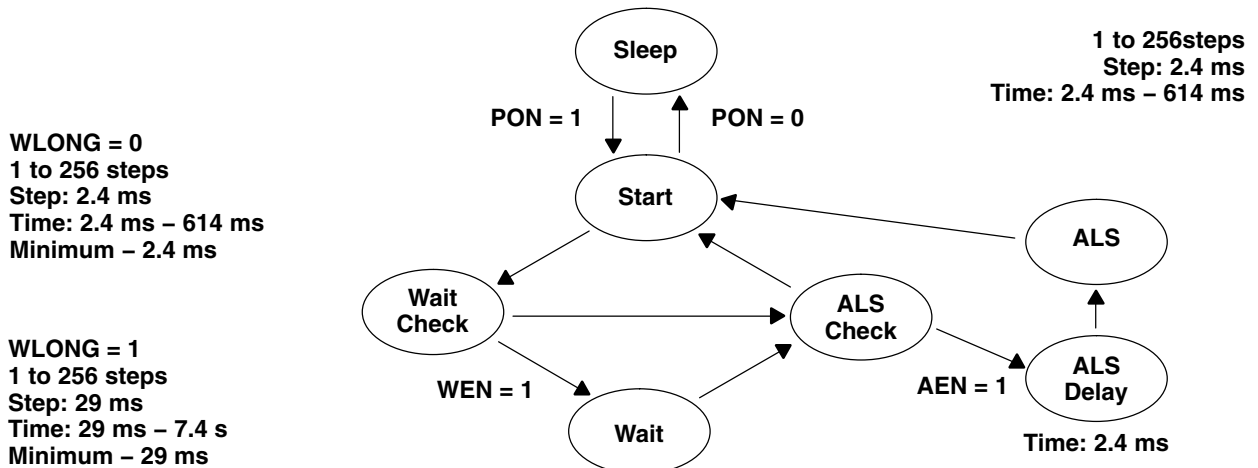 Sleep
1 to 256steps
Step: 2.4 ms
Time: 2.4 ms – 614 ms
PON = 1
PON = 0
WLONG = 0
1 to 256 steps
Step: 2.4 ms
Time: 2.4 ms – 614 ms
Minimum – 2.4 ms
Start
ALS
Wait
Check
ALS
Check
WLONG = 1
1 to 256 steps
Step: 29 ms
Time: 29 ms – 7.4 s
Minimum – 29 ms
WEN = 1
AEN = 1
ALS
Delay
Wait
Time: 2.4 ms